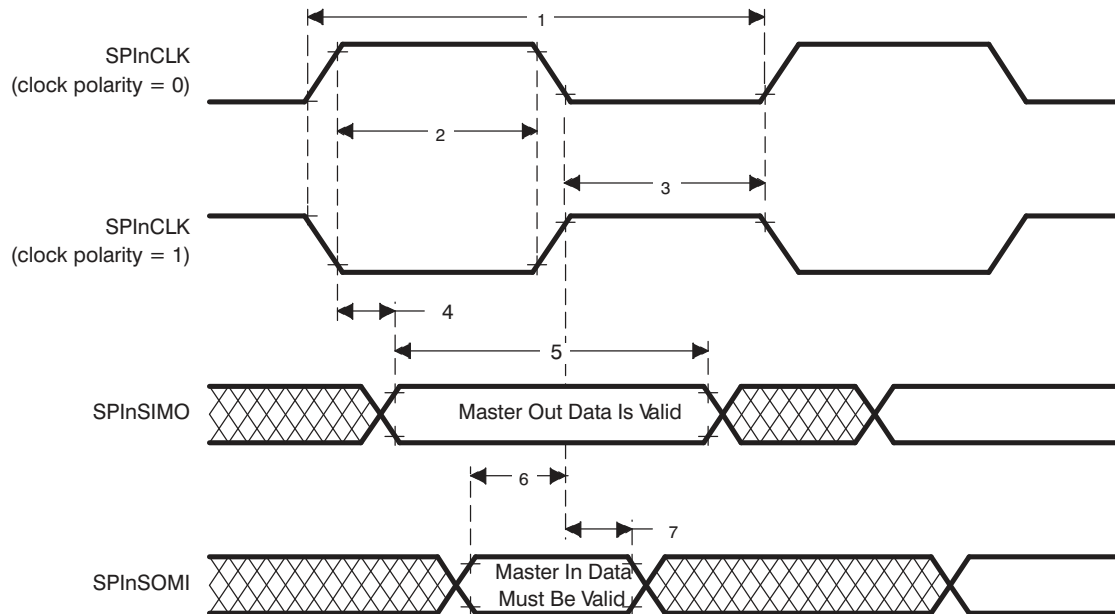 1
SPInCLK
(clock polarity = 0)
2
3
SPInCLK
(clock polarity = 1)
4
5
SPInSIMO
Master Out Data Is Valid
6
7
SPInSOMI
Master In Data
Must Be Valid